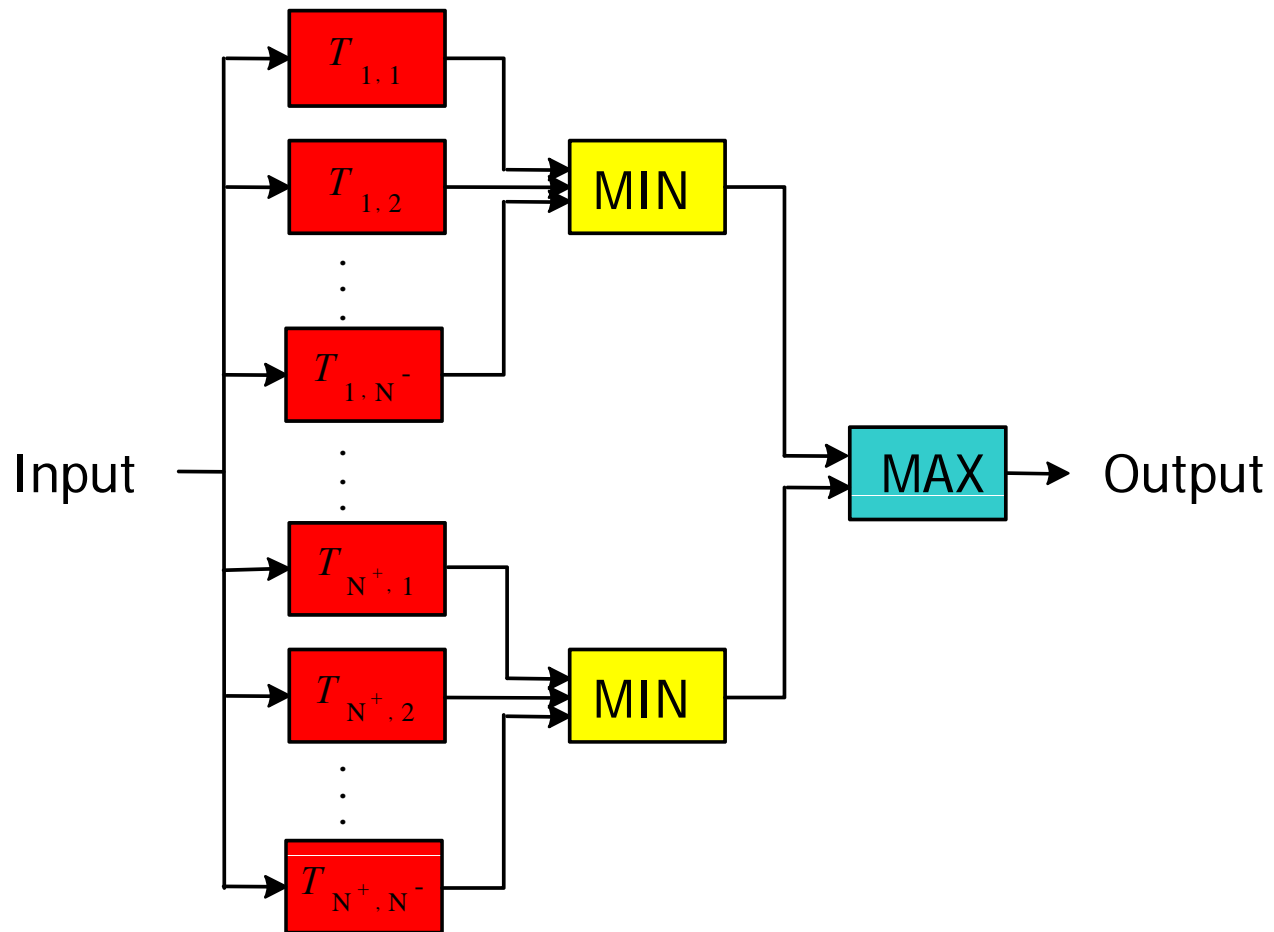 T 1,1
T 1,2
MIN
T 1,N⁻
Input
MAX
Output
T N⁺,1
T N⁺,2
MIN
T N⁺,N⁻